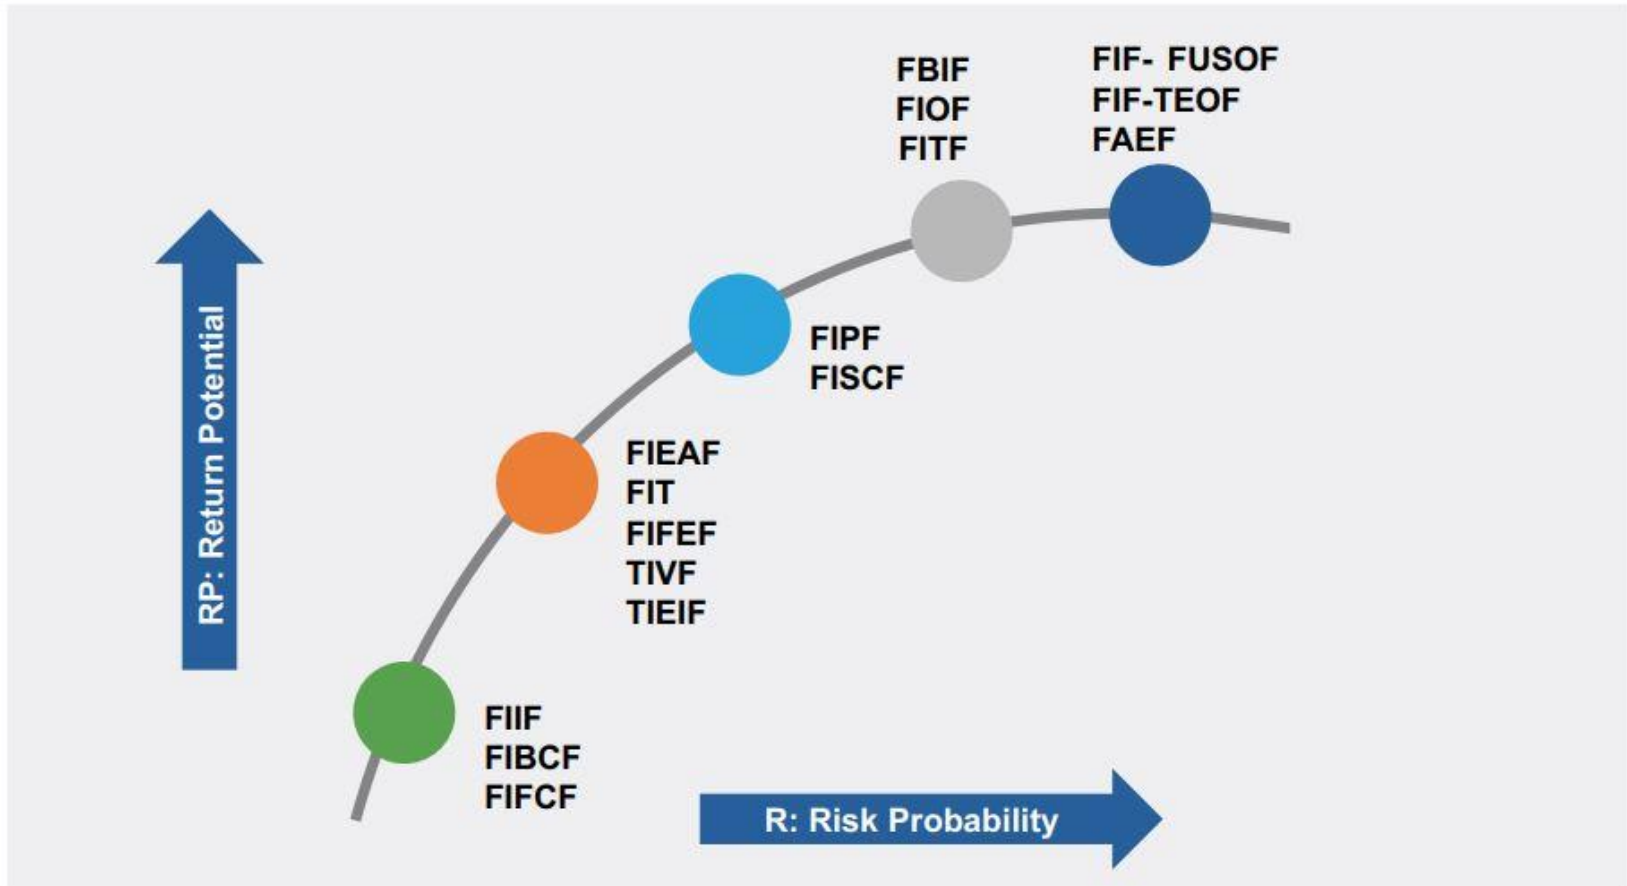 FBIF
FIOF
FITF
FIF- FUSOF
FIF-TEOF
FAEF
RP: Return Potential
FIPF
FISCF
FIEAF
FIT
FIFEF
TIVF
TIEIF
FIIF
FIBCF
FIFCF
R: Risk Probability